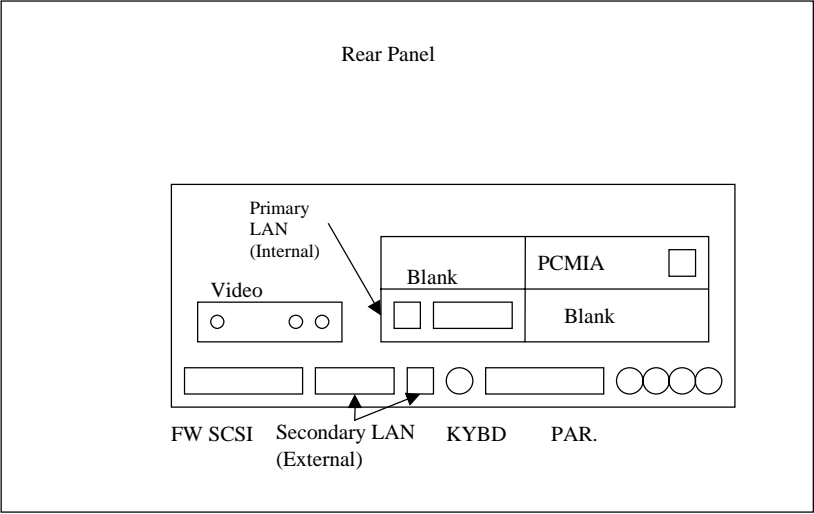 Rear Panel
Primary
LAN
(Internal)
PCMIA
Blank
Video
Blank
FW SCSI
Secondary LAN
(External)
KYBD
PAR.